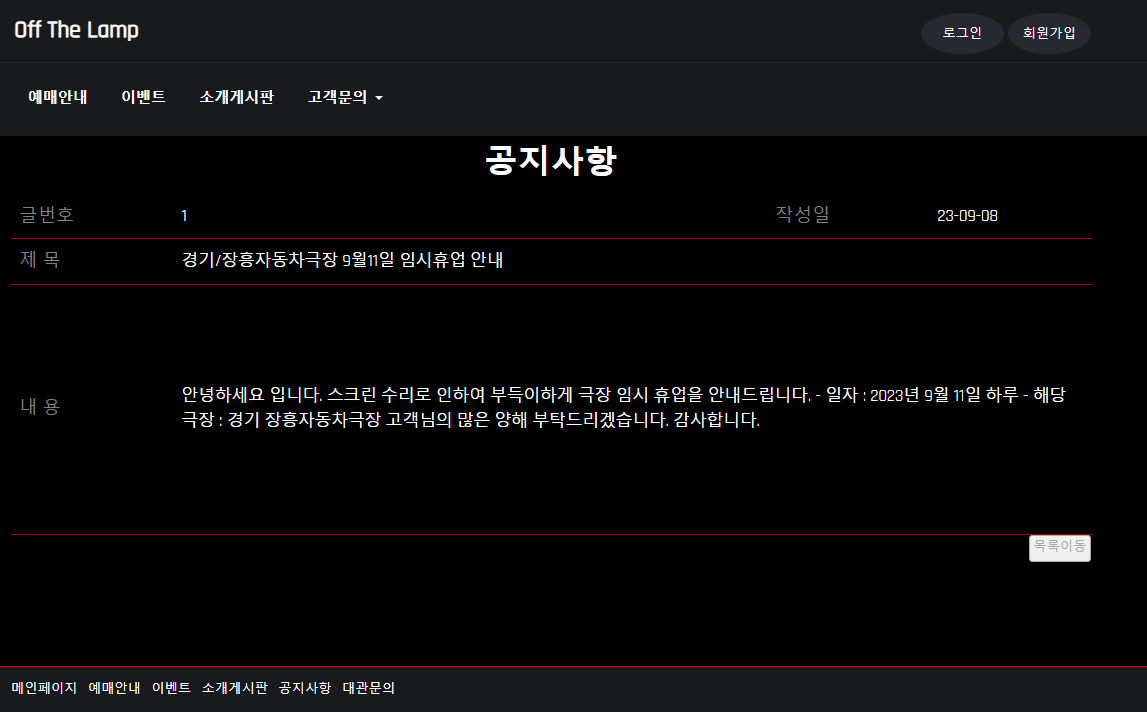 Off The Lamp
로그인 회원가입
예매안내 이벤트 소개게시판 고객문의
공지사항
글번호 1 작성일 23-09-08
제 목 경기/장흥자동차극장 9월11일 임시휴업 안내
내 용
안녕하세요 입니다. 스크린 수리로 인하여 부득이하게 극장 임시 휴업을 안내드립니다. - 일자 : 2023년 9월 11일 하루 - 해당
극장 : 경기 장흥자동차극장 고객님의 많은 양해 부탁드리겠습니다. 감사합니다.
목록이동
메인페이지 예매안내 이벤트 소개게시판 공지사항 대관문의